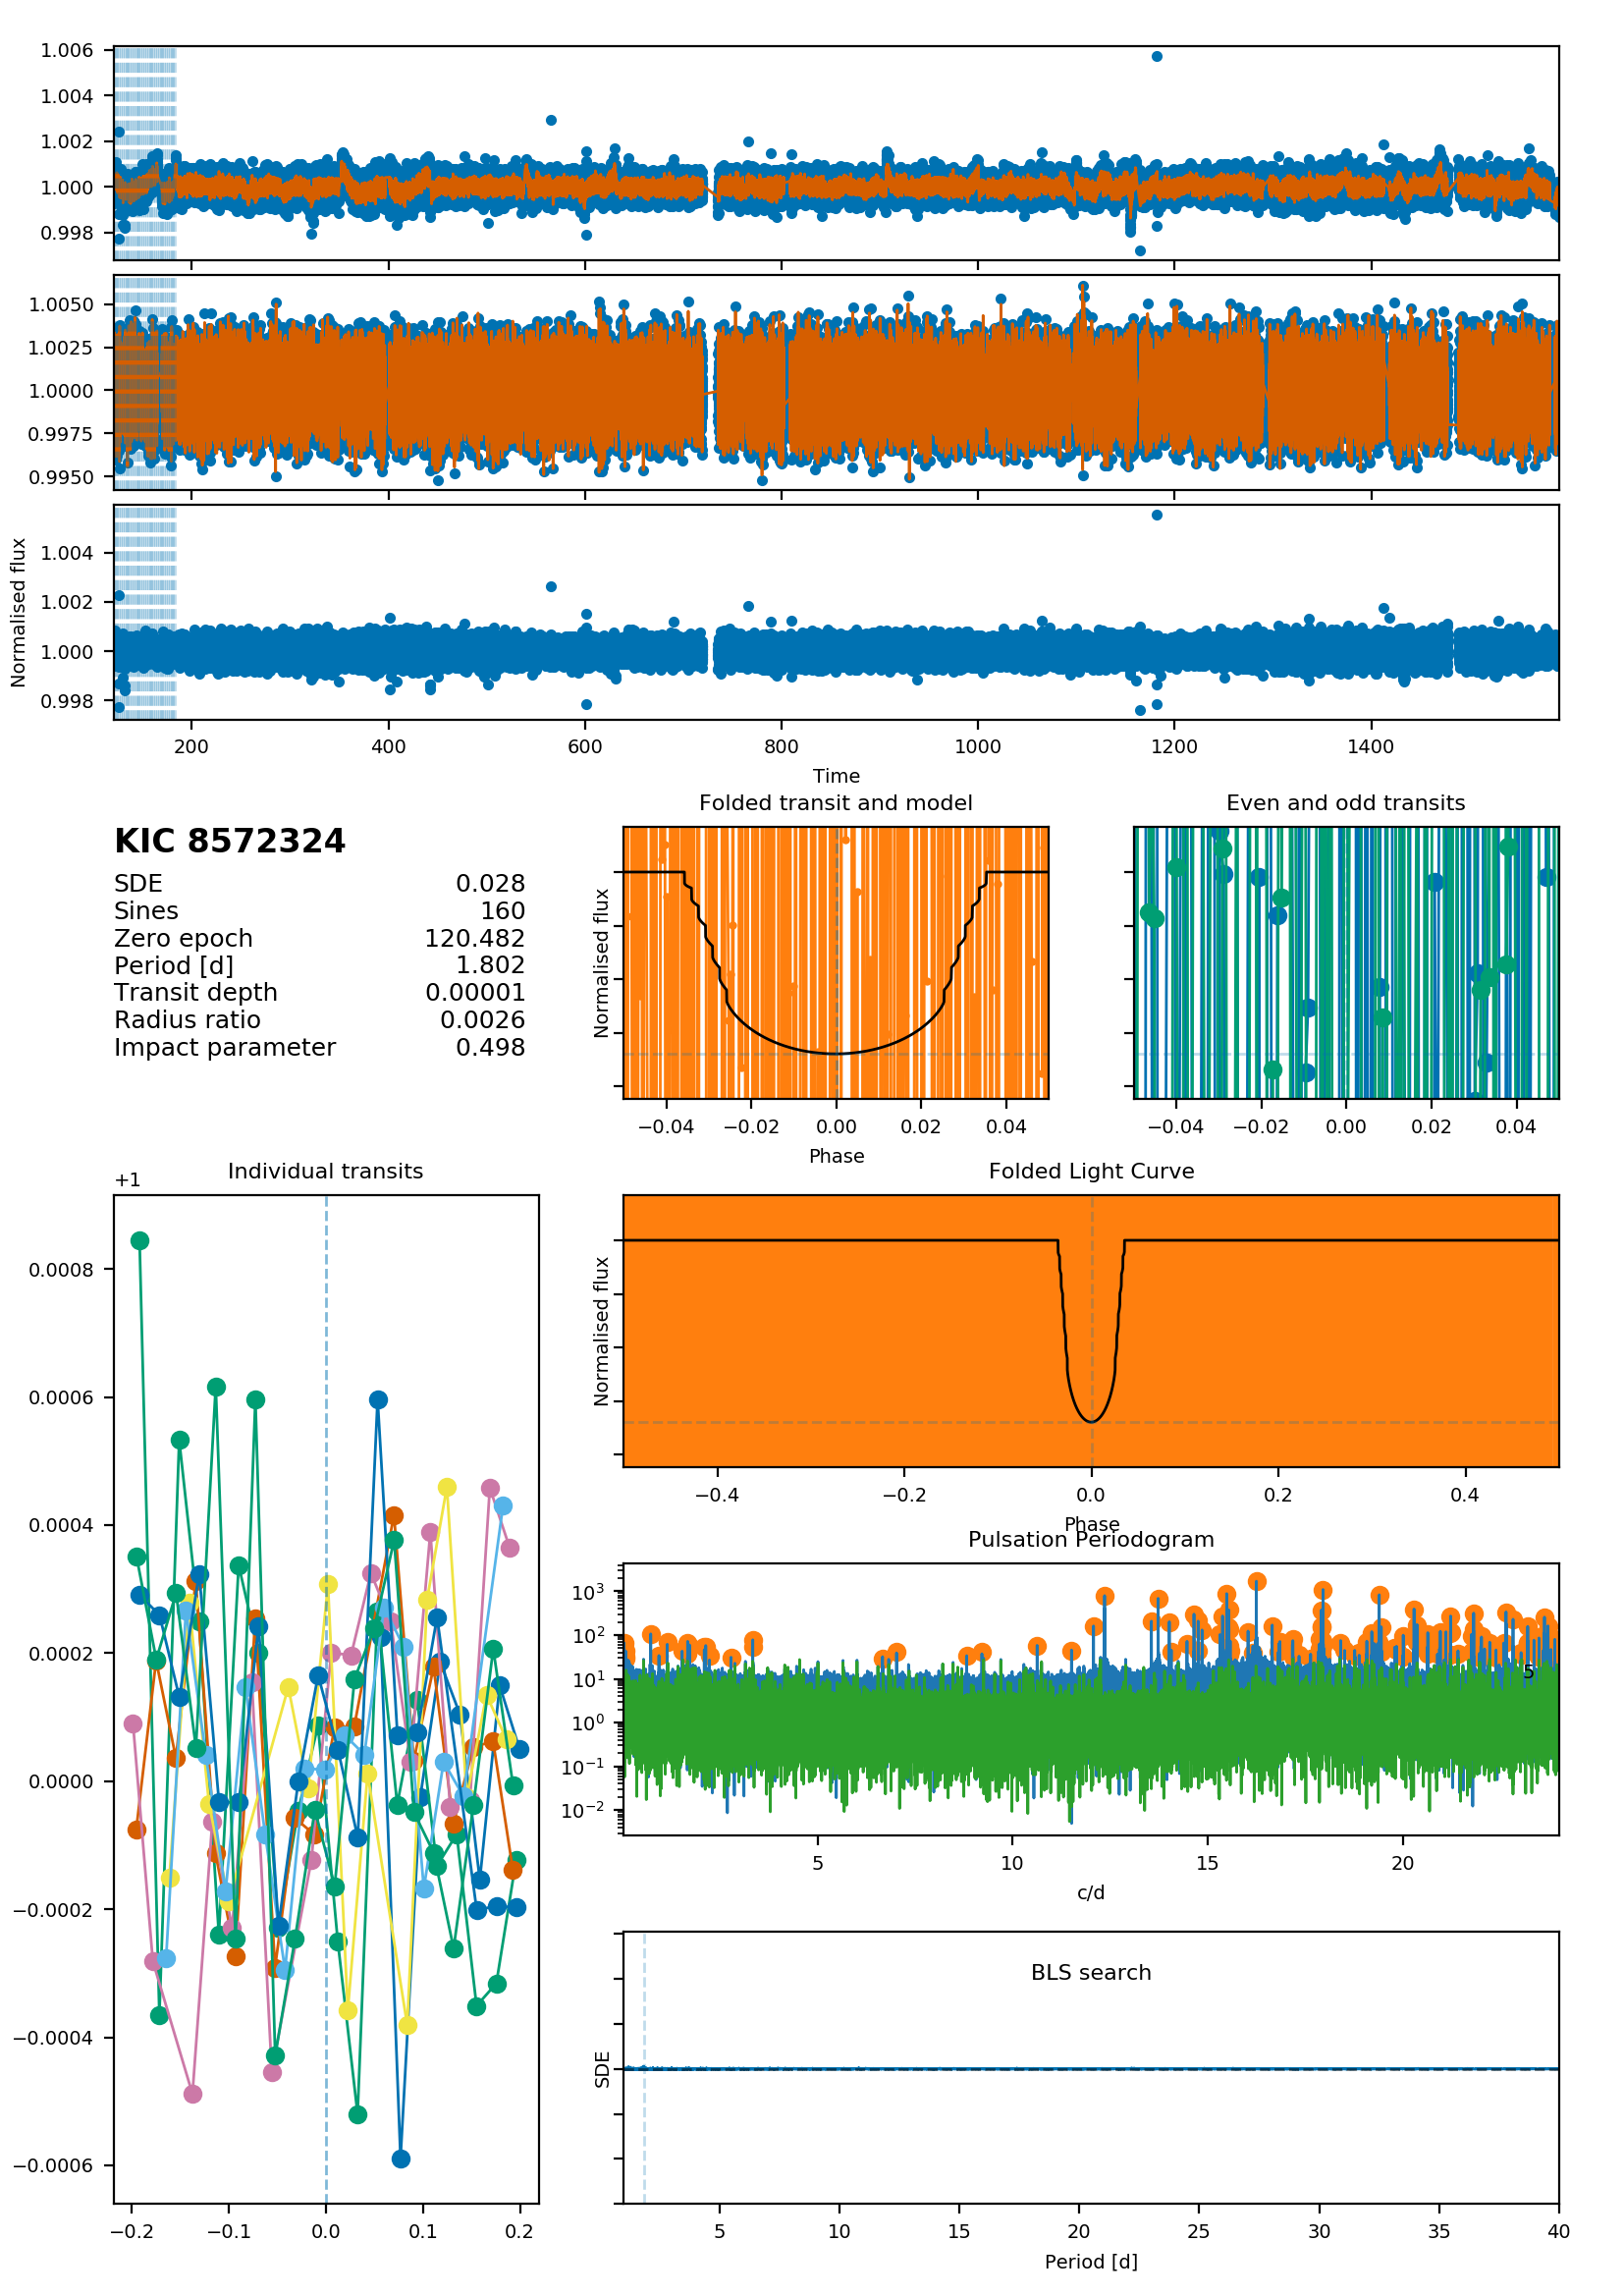 1.006
1.004
1.002
1.000
0.998
1.0050
1.0025
1.0000
0.9975
0.9950
1.004
1.002
1.000
0.998
Normalised flux
200 400 600 800 1000 1200 1400
Time
KIC 8572324
SDE 0.028
Sines 160
Zero epoch 120.482
Period [d] 1.802
Transit depth 0.00001
Radius ratio 0.0026
Impact parameter 0.498
Folded transit and model
Normalised flux
−0.04 −0.02 0.00 0.02 0.04
Phase
Even and odd transits
−0.04 −0.02 0.00 0.02 0.04
Individual transits
+1
0.0008
0.0006
0.0004
0.0002
0.0000
−0.0002
−0.0004
−0.0006
−0.2 −0.1 0.0 0.1 0.2
Folded Light Curve
Normalised flux
−0.4 −0.2 0.0 0.2 0.4
Phase
Pulsation Periodogram
10³
10²
10¹
10⁰
10⁻¹
10⁻²
5
5 10 15 20
c/d
BLS search
SDE
5 10 15 20 25 30 35 40
Period [d]